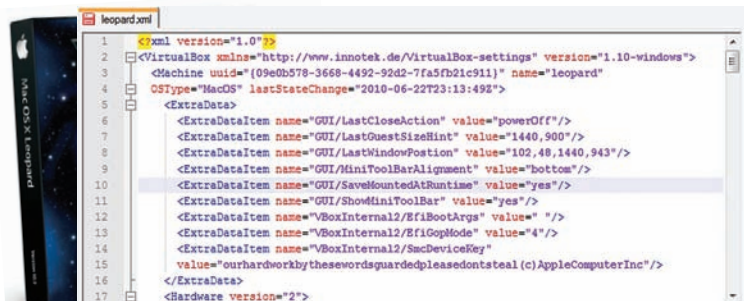 leopard.xml
Mac OS X Leopard
1 <?xml version="1.0"?>
2 <VirtualBox xmlns="http://www.innotek.de/VirtualBox-settings" version="1.10-windows">
3 <Machine uuid="{09e0b578-3668-4492-92d2-7fa5fb21c911}" name="leopard"
4 OSType="MacOS" lastStateChange="2010-06-22T23:13:49Z">
5 <ExtraData>
6 <ExtraDataItem name="GUI/LastCloseAction" value="powerOff"/>
7 <ExtraDataItem name="GUI/LastGuestSizeHint" value="1440,900"/>
8 <ExtraDataItem name="GUI/LastWindowPostion" value="102,48,1440,943"/>
9 <ExtraDataItem name="GUI/MiniToolBarAlignment" value="bottom"/>
10 <ExtraDataItem name="GUI/SaveMountedAtRuntime" value="yes"/>
11 <ExtraDataItem name="GUI/ShowMiniToolBar" value="yes"/>
12 <ExtraDataItem name="VBoxInternal2/EfiBootArgs" value=" "/>
13 <ExtraDataItem name="VBoxInternal2/EfiGopMode" value="4"/>
14 <ExtraDataItem name="VBoxInternal2/SmcDeviceKey"
15 value="ourhardworkbythesewordsguardedpleasedontsteal(c)AppleComputerInc"/>
16 </ExtraData>
17 <Hardware version="2">